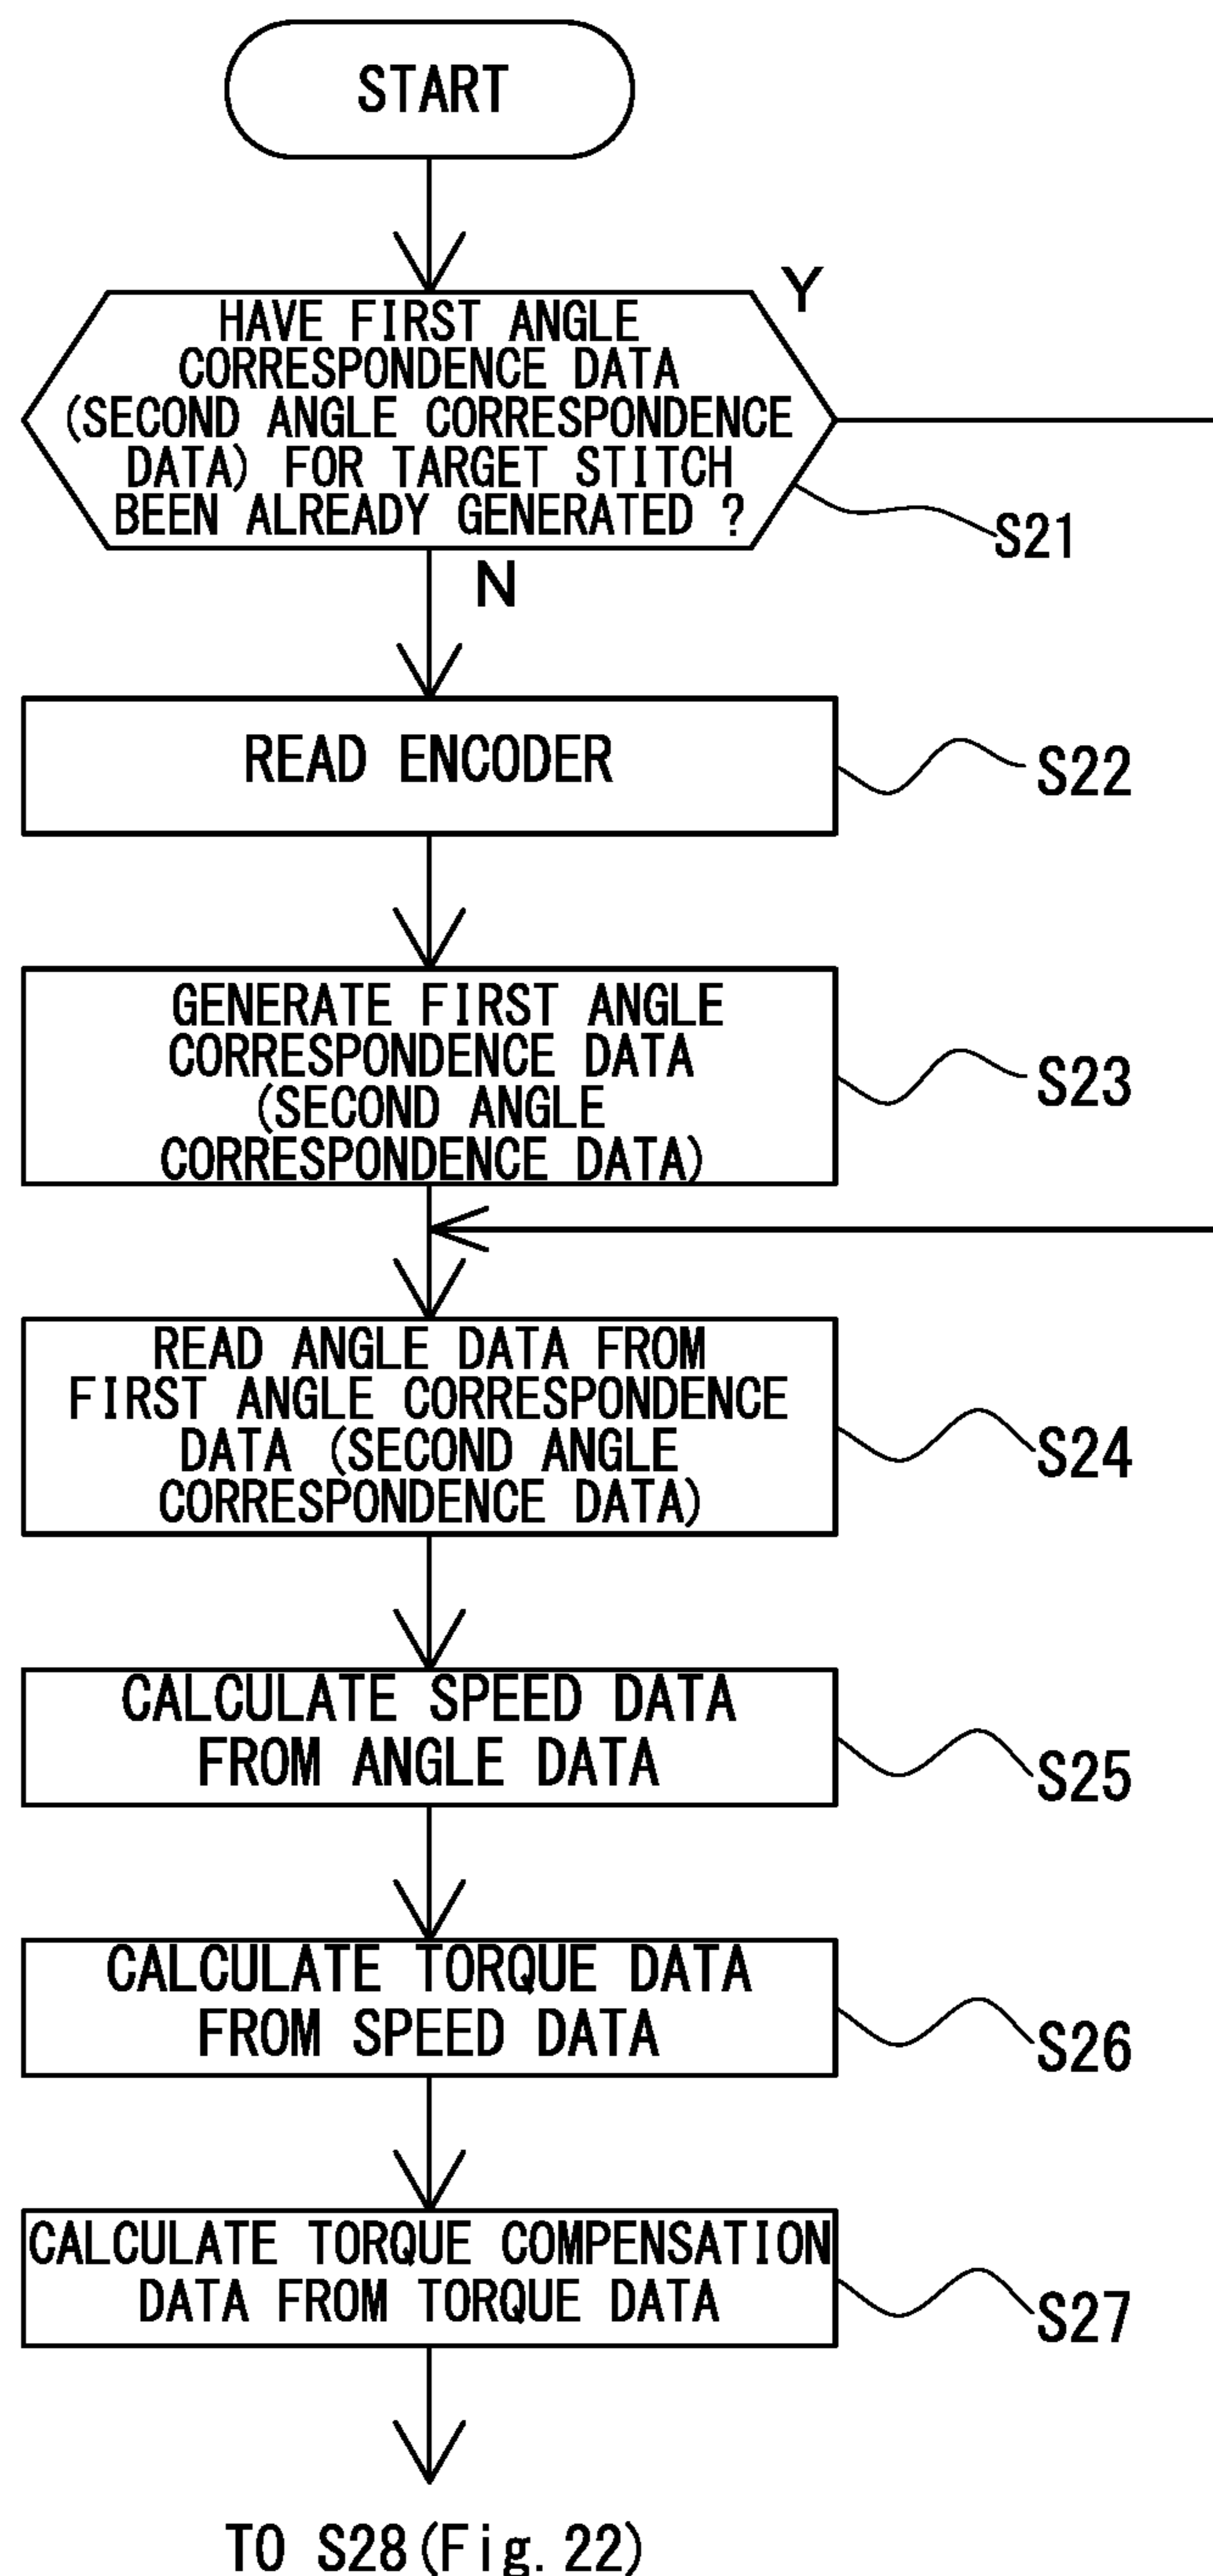 START
Y
HAVE FIRST ANGLE
CORRESPONDENCE DATA
(SECOND ANGLE CORRESPONDENCE
DATA) FOR TARGET STITCH
BEEN ALREADY GENERATED ?
S21
N
READ ENCODER
S22
GENERATE FIRST ANGLE
CORRESPONDENCE DATA
(SECOND ANGLE
CORRESPONDENCE DATA)
S23
READ ANGLE DATA FROM
FIRST ANGLE CORRESPONDENCE
DATA (SECOND ANGLE
CORRESPONDENCE DATA)
S24
CALCULATE SPEED DATA
FROM ANGLE DATA
S25
CALCULATE TORQUE DATA
FROM SPEED DATA
S26
CALCULATE TORQUE COMPENSATION
DATA FROM TORQUE DATA
S27
TO S28(Fig.22)